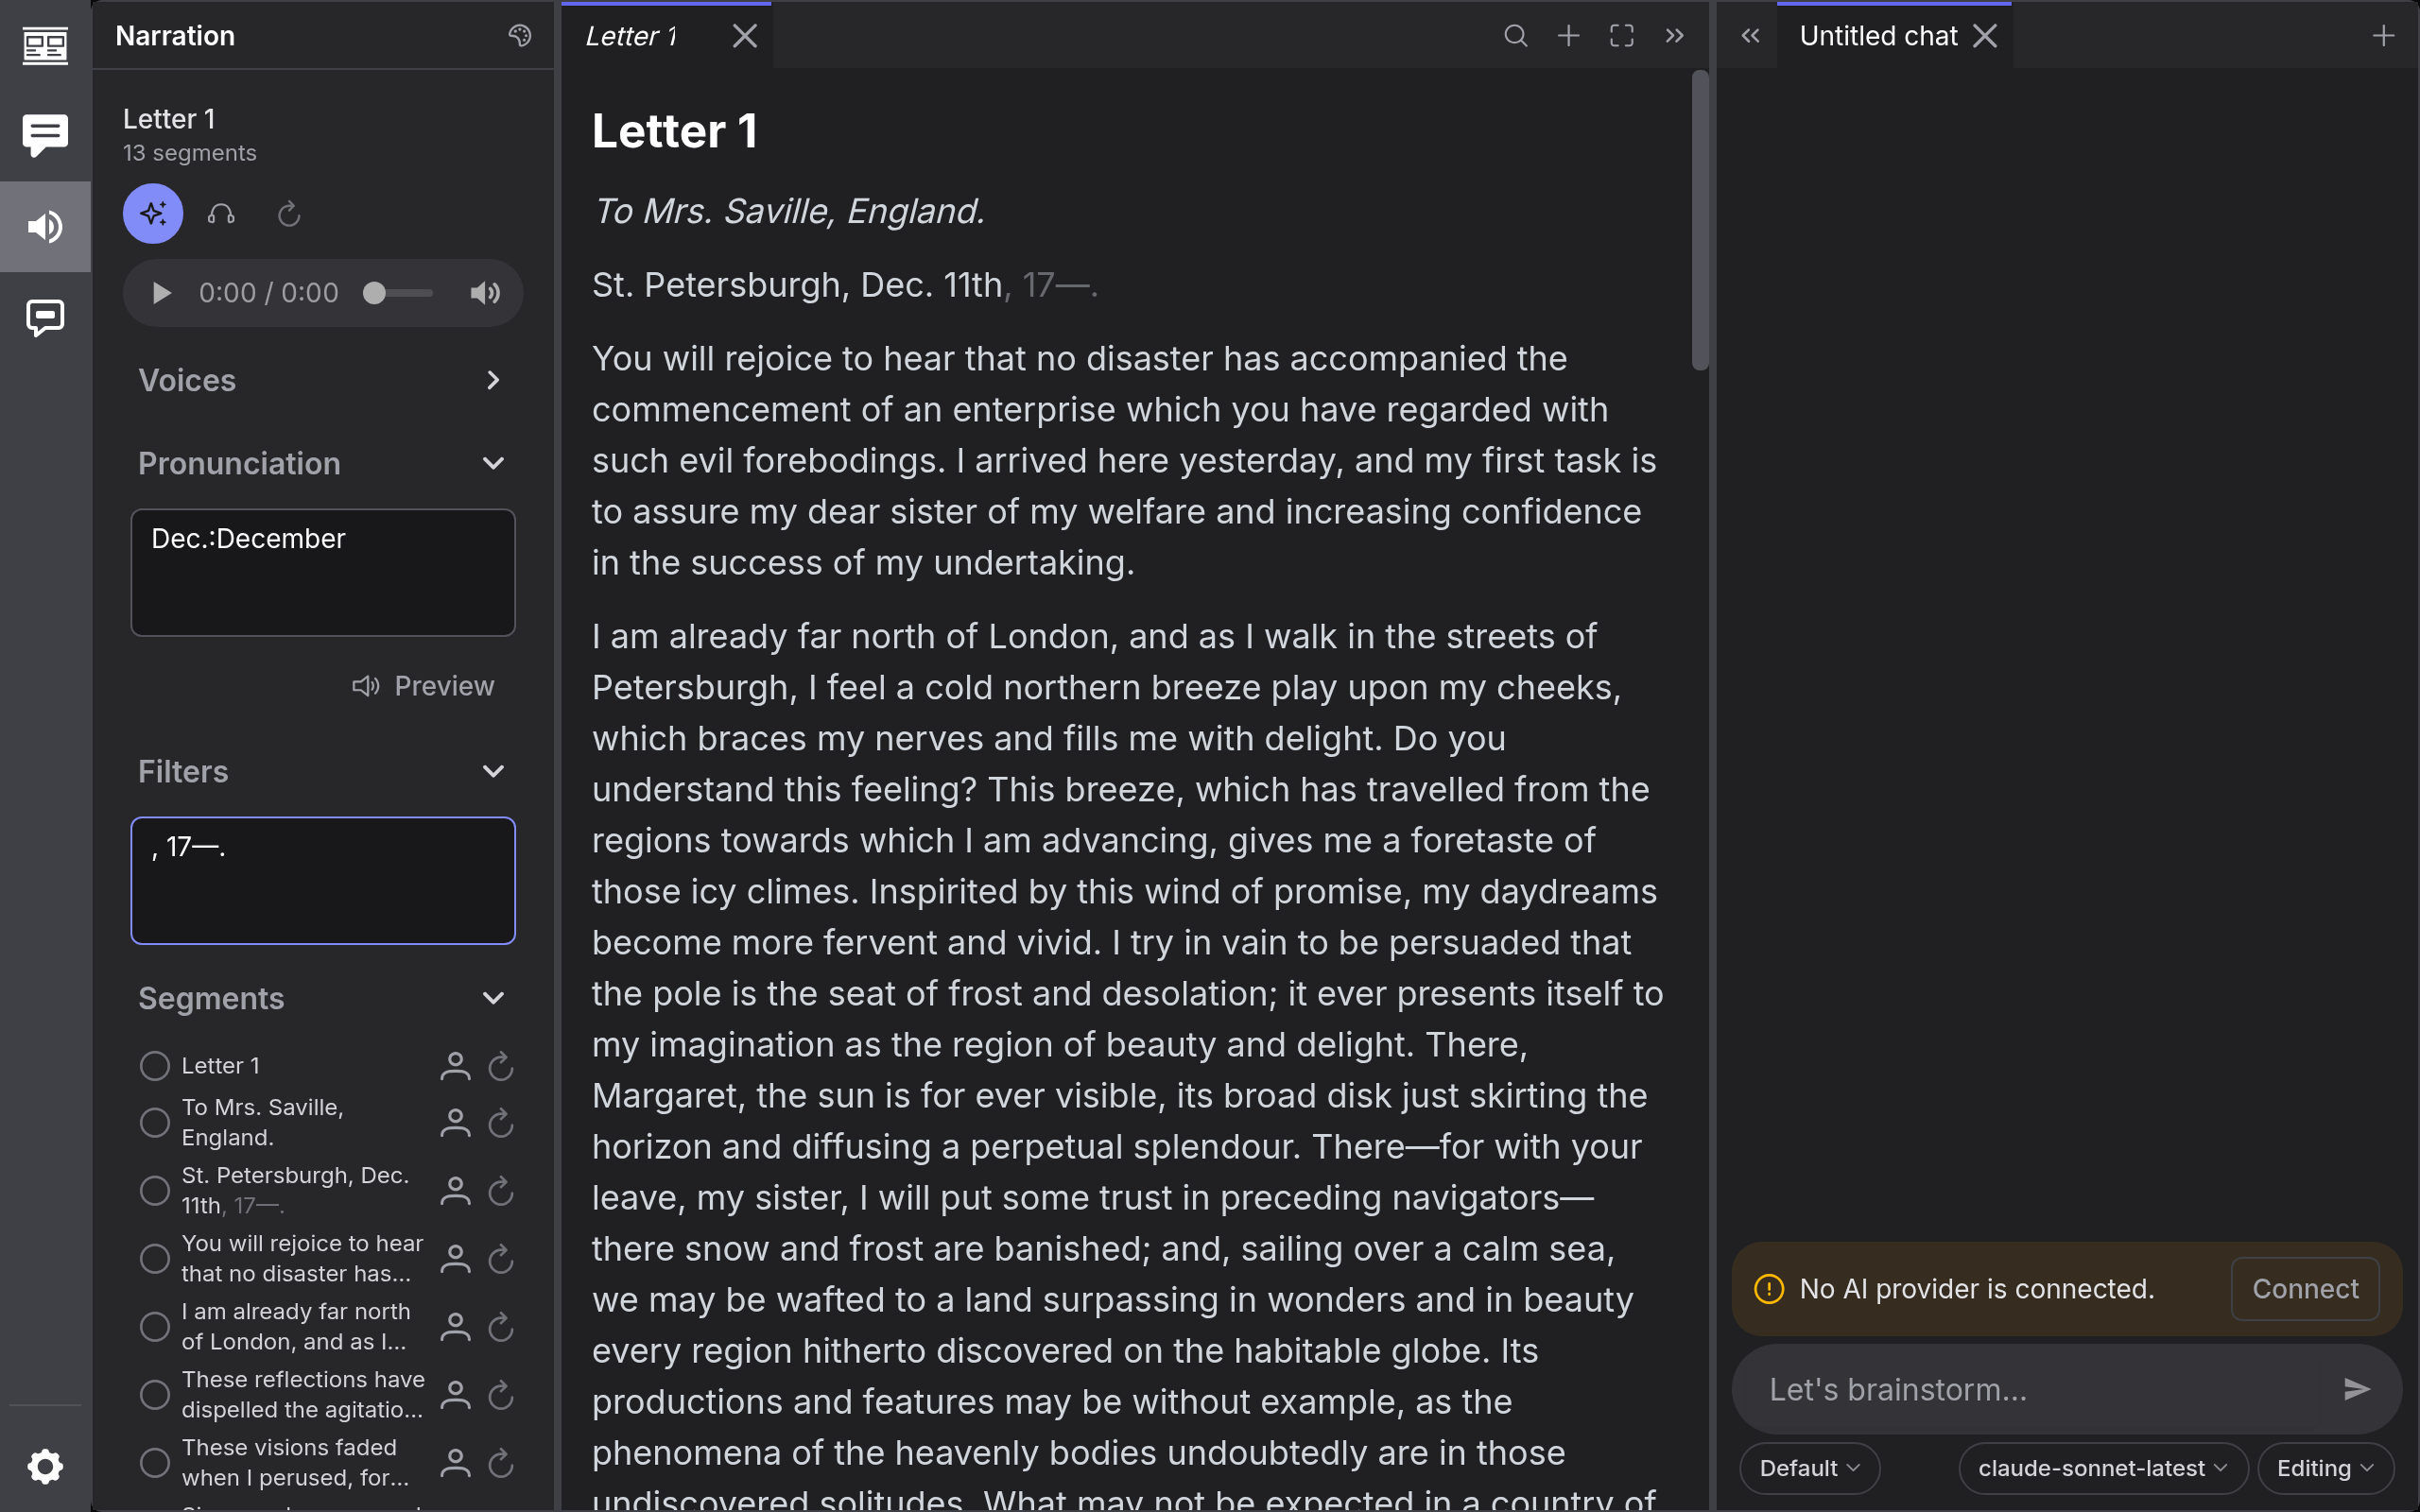 Narration
Letter 1
13 segments
0:00 / 0:00
Voices
Pronunciation
Dec.:December
Preview
Filters
, 17—.
Segments
Letter 1
To Mrs. Saville,
England.
St. Petersburgh, Dec.
11th, 17—.
You will rejoice to hear
that no disaster has...
I am already far north
of London, and as I...
These reflections have
dispelled the agitatio...
These visions faded
when I perused, for...
Letter 1
Letter 1
To Mrs. Saville, England.
St. Petersburgh, Dec. 11th, 17—.
You will rejoice to hear that no disaster has accompanied the
commencement of an enterprise which you have regarded with
such evil forebodings. I arrived here yesterday, and my first task is
to assure my dear sister of my welfare and increasing confidence
in the success of my undertaking.
I am already far north of London, and as I walk in the streets of
Petersburgh, I feel a cold northern breeze play upon my cheeks,
which braces my nerves and fills me with delight. Do you
understand this feeling? This breeze, which has travelled from the
regions towards which I am advancing, gives me a foretaste of
those icy climes. Inspirited by this wind of promise, my daydreams
become more fervent and vivid. I try in vain to be persuaded that
the pole is the seat of frost and desolation; it ever presents itself to
my imagination as the region of beauty and delight. There,
Margaret, the sun is for ever visible, its broad disk just skirting the
horizon and diffusing a perpetual splendour. There—for with your
leave, my sister, I will put some trust in preceding navigators—
there snow and frost are banished; and, sailing over a calm sea,
we may be wafted to a land surpassing in wonders and in beauty
every region hitherto discovered on the habitable globe. Its
productions and features may be without example, as the
phenomena of the heavenly bodies undoubtedly are in those
undiscovered solitudes. What may not be expected in a country of
Untitled chat
No AI provider is connected.
Connect
Let's brainstorm...
Default
claude-sonnet-latest
Editing